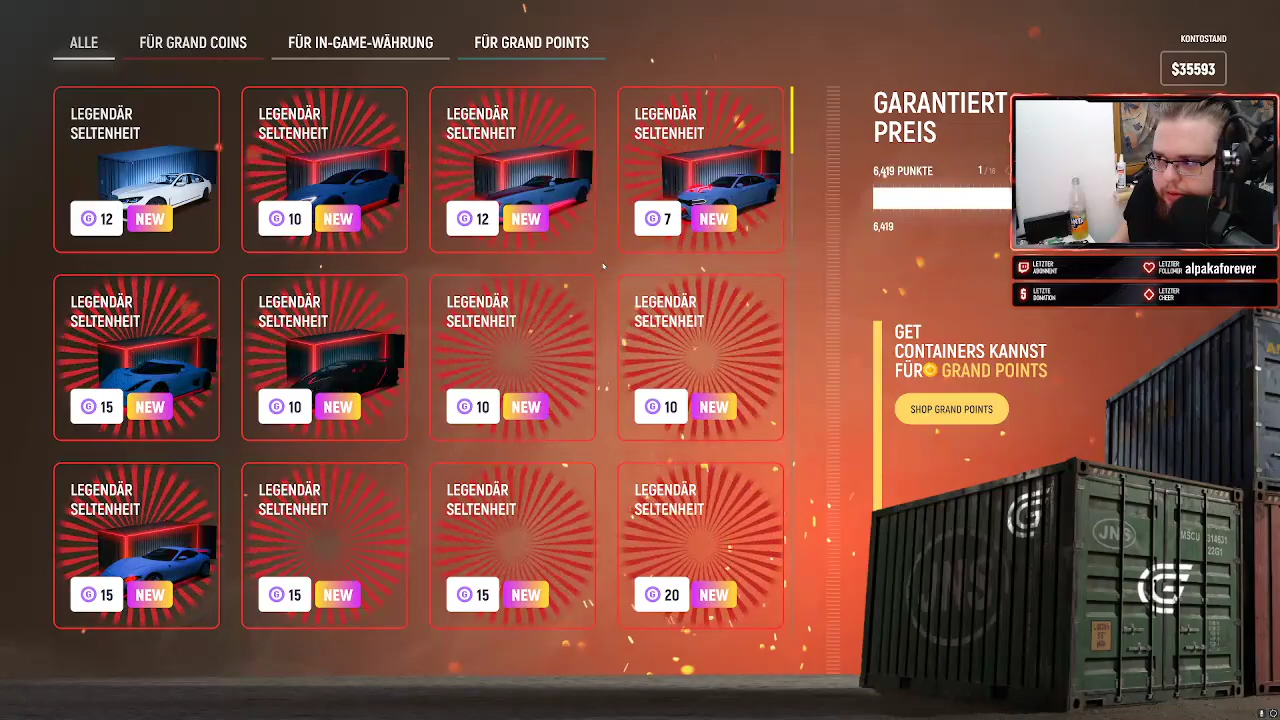 ALLE
FÜR GRAND COINS
FÜR IN-GAME-WÄHRUNG
FÜR GRAND POINTS
KONTOSTAND
$35593
LEGENDÄR
SELTENHEIT
12 NEW
LEGENDÄR
SELTENHEIT
10 NEW
LEGENDÄR
SELTENHEIT
12 NEW
LEGENDÄR
SELTENHEIT
7 NEW
LEGENDÄR
SELTENHEIT
15 NEW
LEGENDÄR
SELTENHEIT
10 NEW
LEGENDÄR
SELTENHEIT
10 NEW
LEGENDÄR
SELTENHEIT
10 NEW
LEGENDÄR
SELTENHEIT
15 NEW
LEGENDÄR
SELTENHEIT
15 NEW
LEGENDÄR
SELTENHEIT
15 NEW
LEGENDÄR
SELTENHEIT
20 NEW
GARANTIERT
PREIS
6,419 PUNKTE
1/16
6,419
LETZTER
ABONNENT
LETZTER
FOLLOWER
alpakaforever
LETZTE
DONATION
LETZTER
CHEER
GET
CONTAINERS KANNST
FÜR GRAND POINTS
SHOP GRAND POINTS
JNS
JNS
22G1